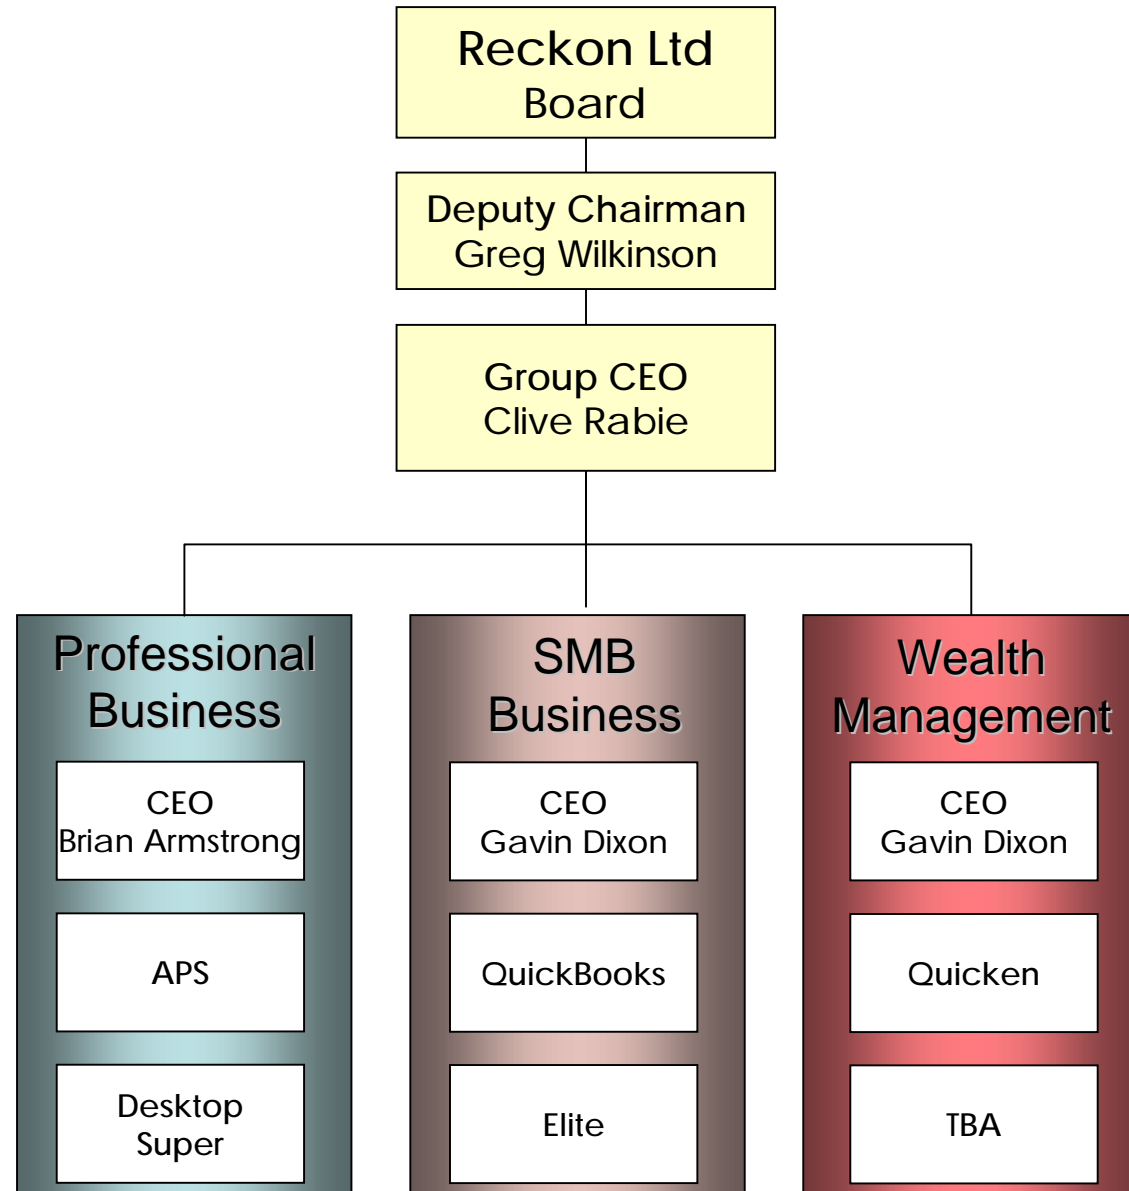 Reckon Ltd
Board
Deputy Chairman
Greg Wilkinson
Group CEO
Clive Rabie
Professional
Business
CEO
Brian Armstrong
APS
Desktop
Super
SMB
Business
CEO
Gavin Dixon
QuickBooks
Elite
Wealth
Management
CEO
Gavin Dixon
Quicken
TBA